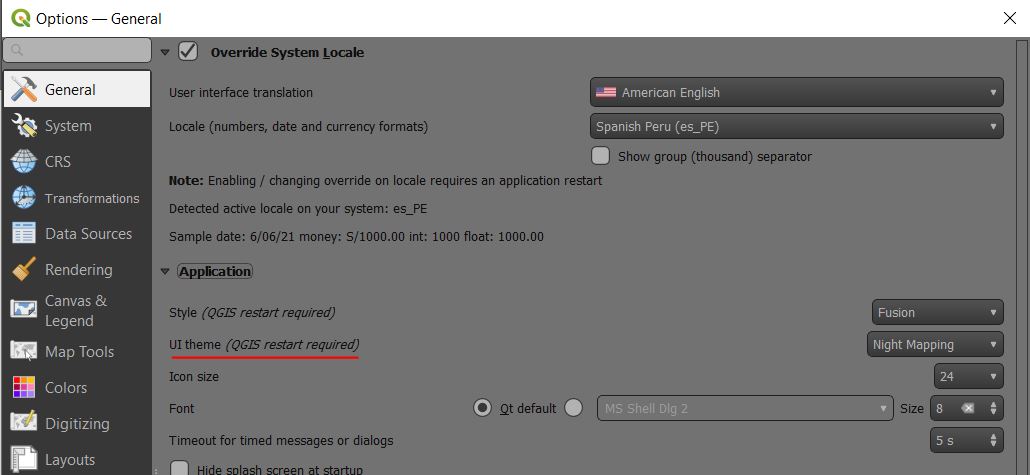 Options — General
General
System
CRS
Transformations
Data Sources
Rendering
Canvas &
Legend
Map Tools
Colors
Digitizing
Layouts
Override System Locale
User interface translation
American English
Locale (numbers, date and currency formats)
Spanish Peru (es_PE)
Show group (thousand) separator
Note: Enabling / changing override on locale requires an application restart
Detected active locale on your system: es_PE
Sample date: 6/06/21 money: S/1000.00 int: 1000 float: 1000.00
Application
Style (QGIS restart required)
Fusion
UI theme (QGIS restart required)
Night Mapping
Icon size
24
Font
Qt default
MS Shell Dlg 2
Size 8
Timeout for timed messages or dialogs
5 s
Hide splash screen at startup